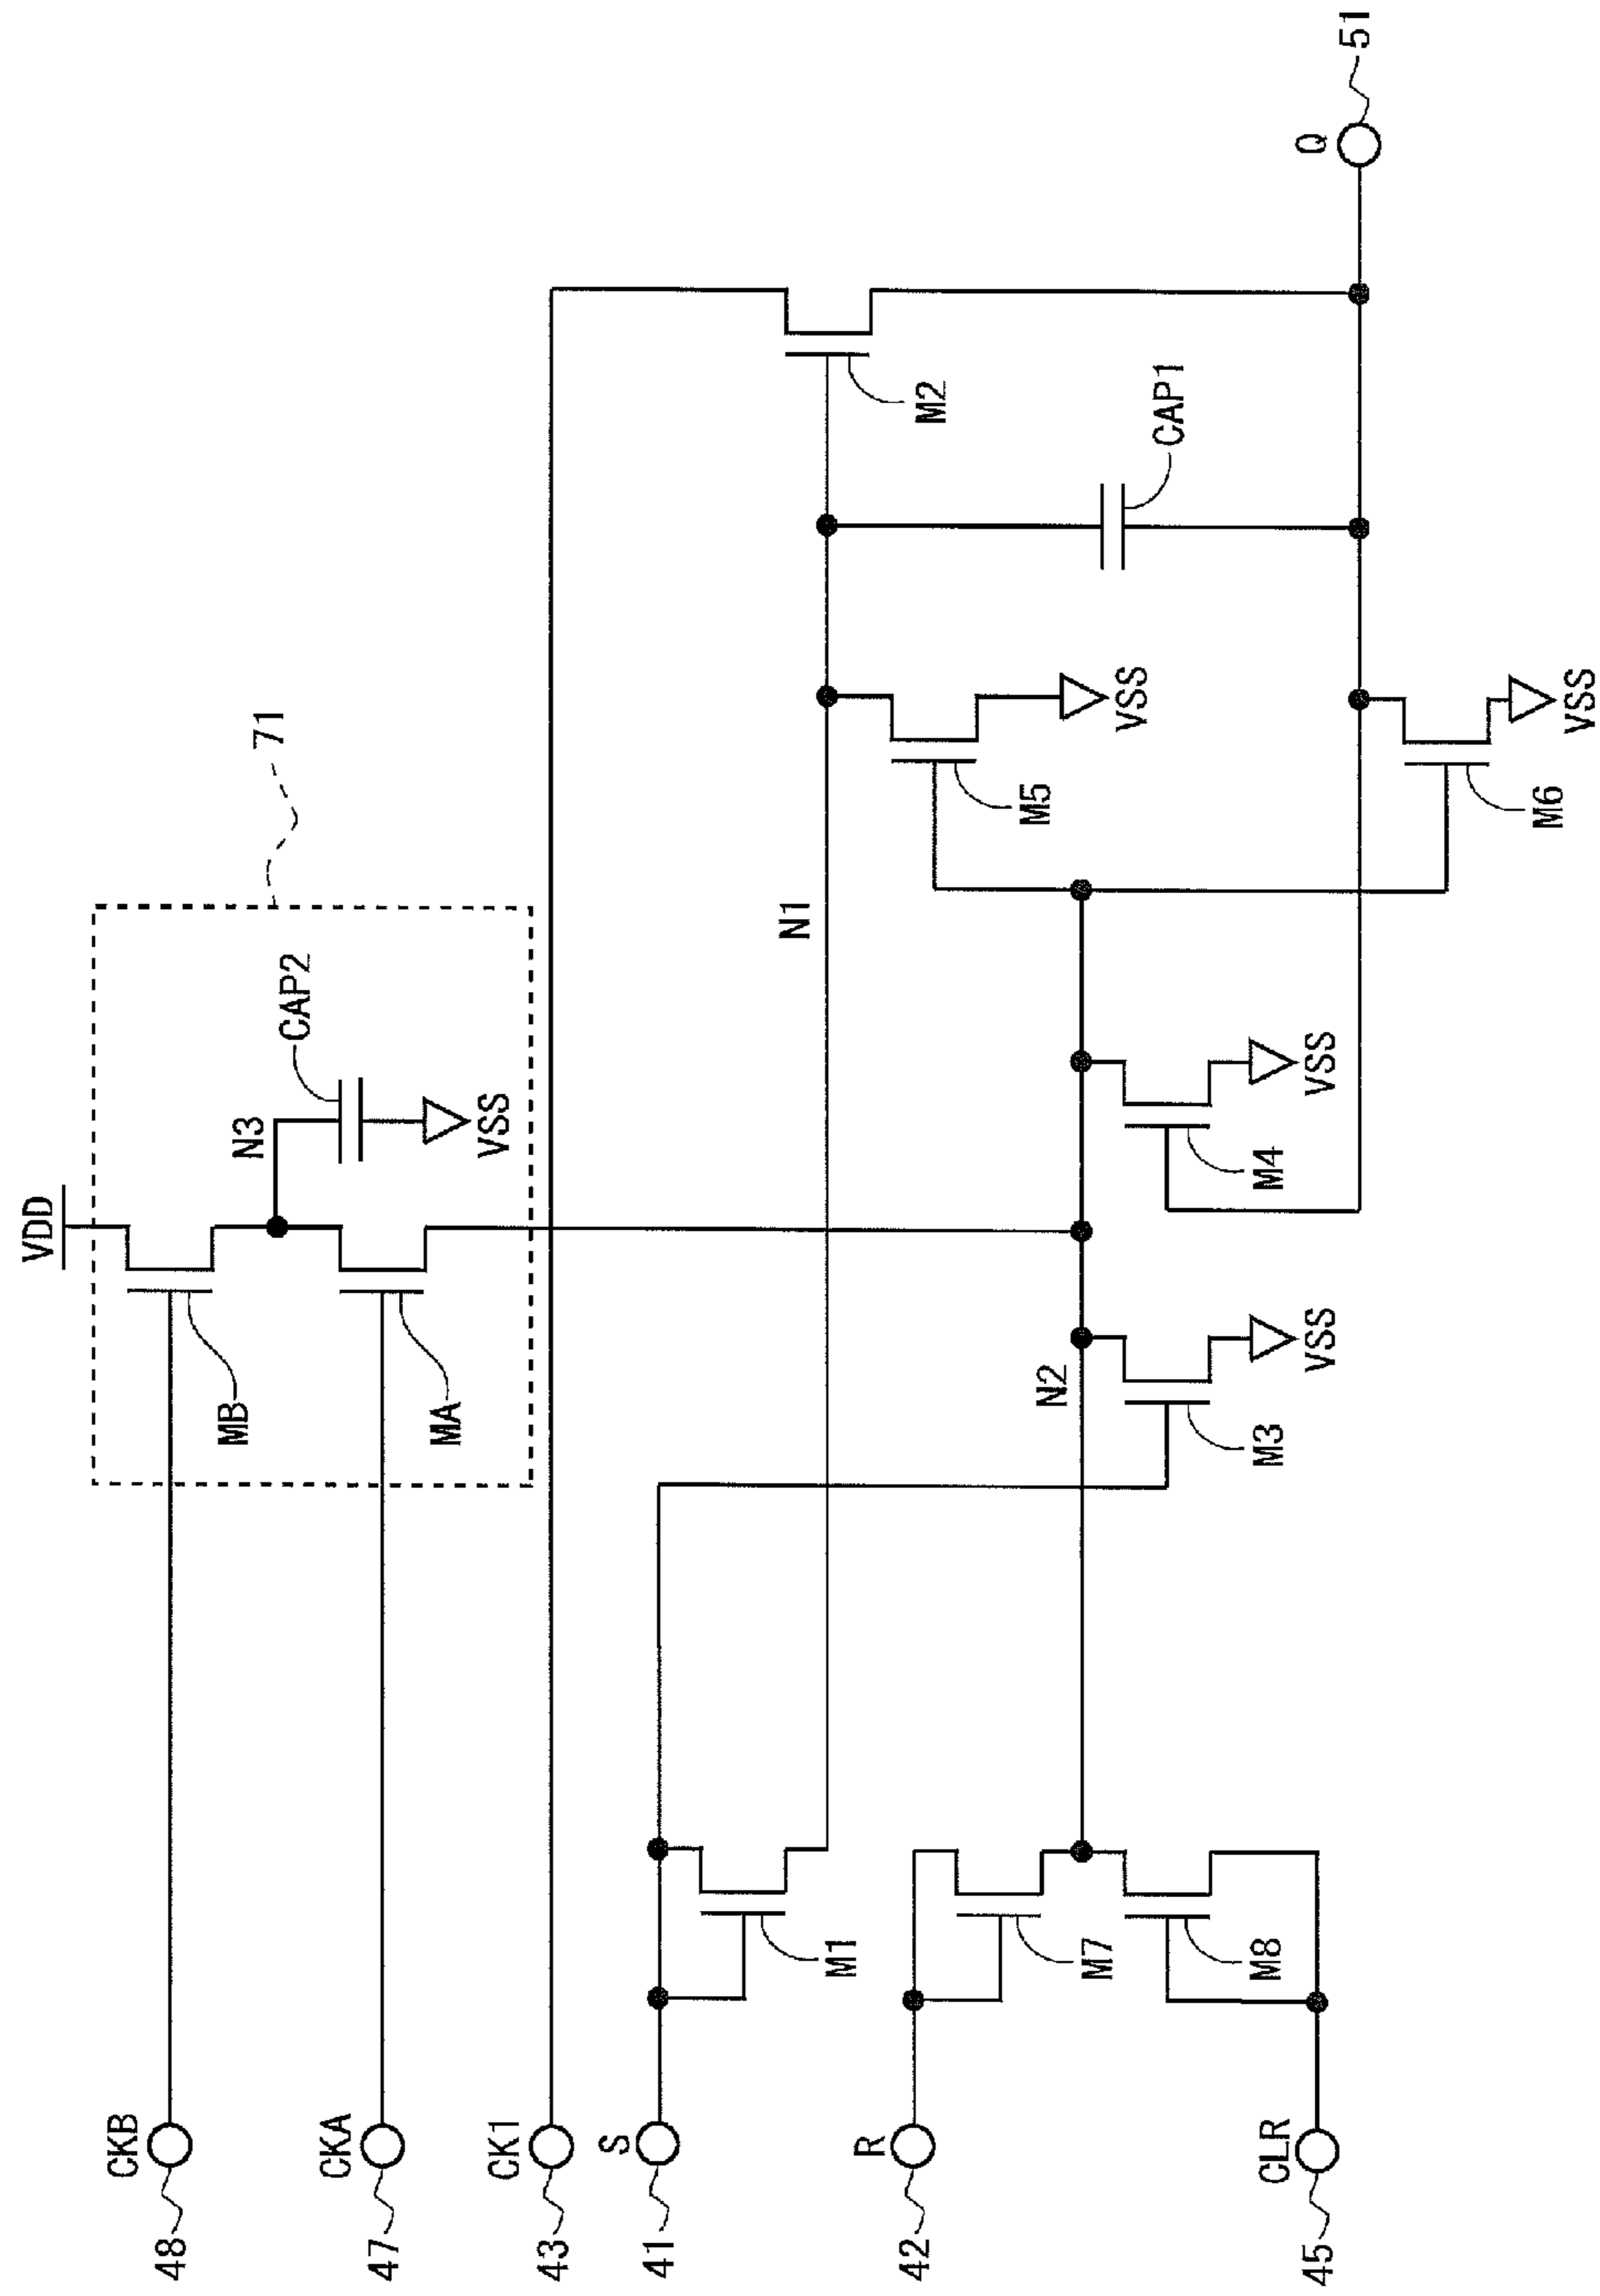 VDD
71
CKB
48
MB
N3
CAP2
VSS
CKA
47
MA
CK1
43
S
41
M1
N1
M2
M5
VSS
CAP1
R
42
M7
N2
M3
VSS
M4
VSS
M8
CLR
45
M6
VSS
Q
51